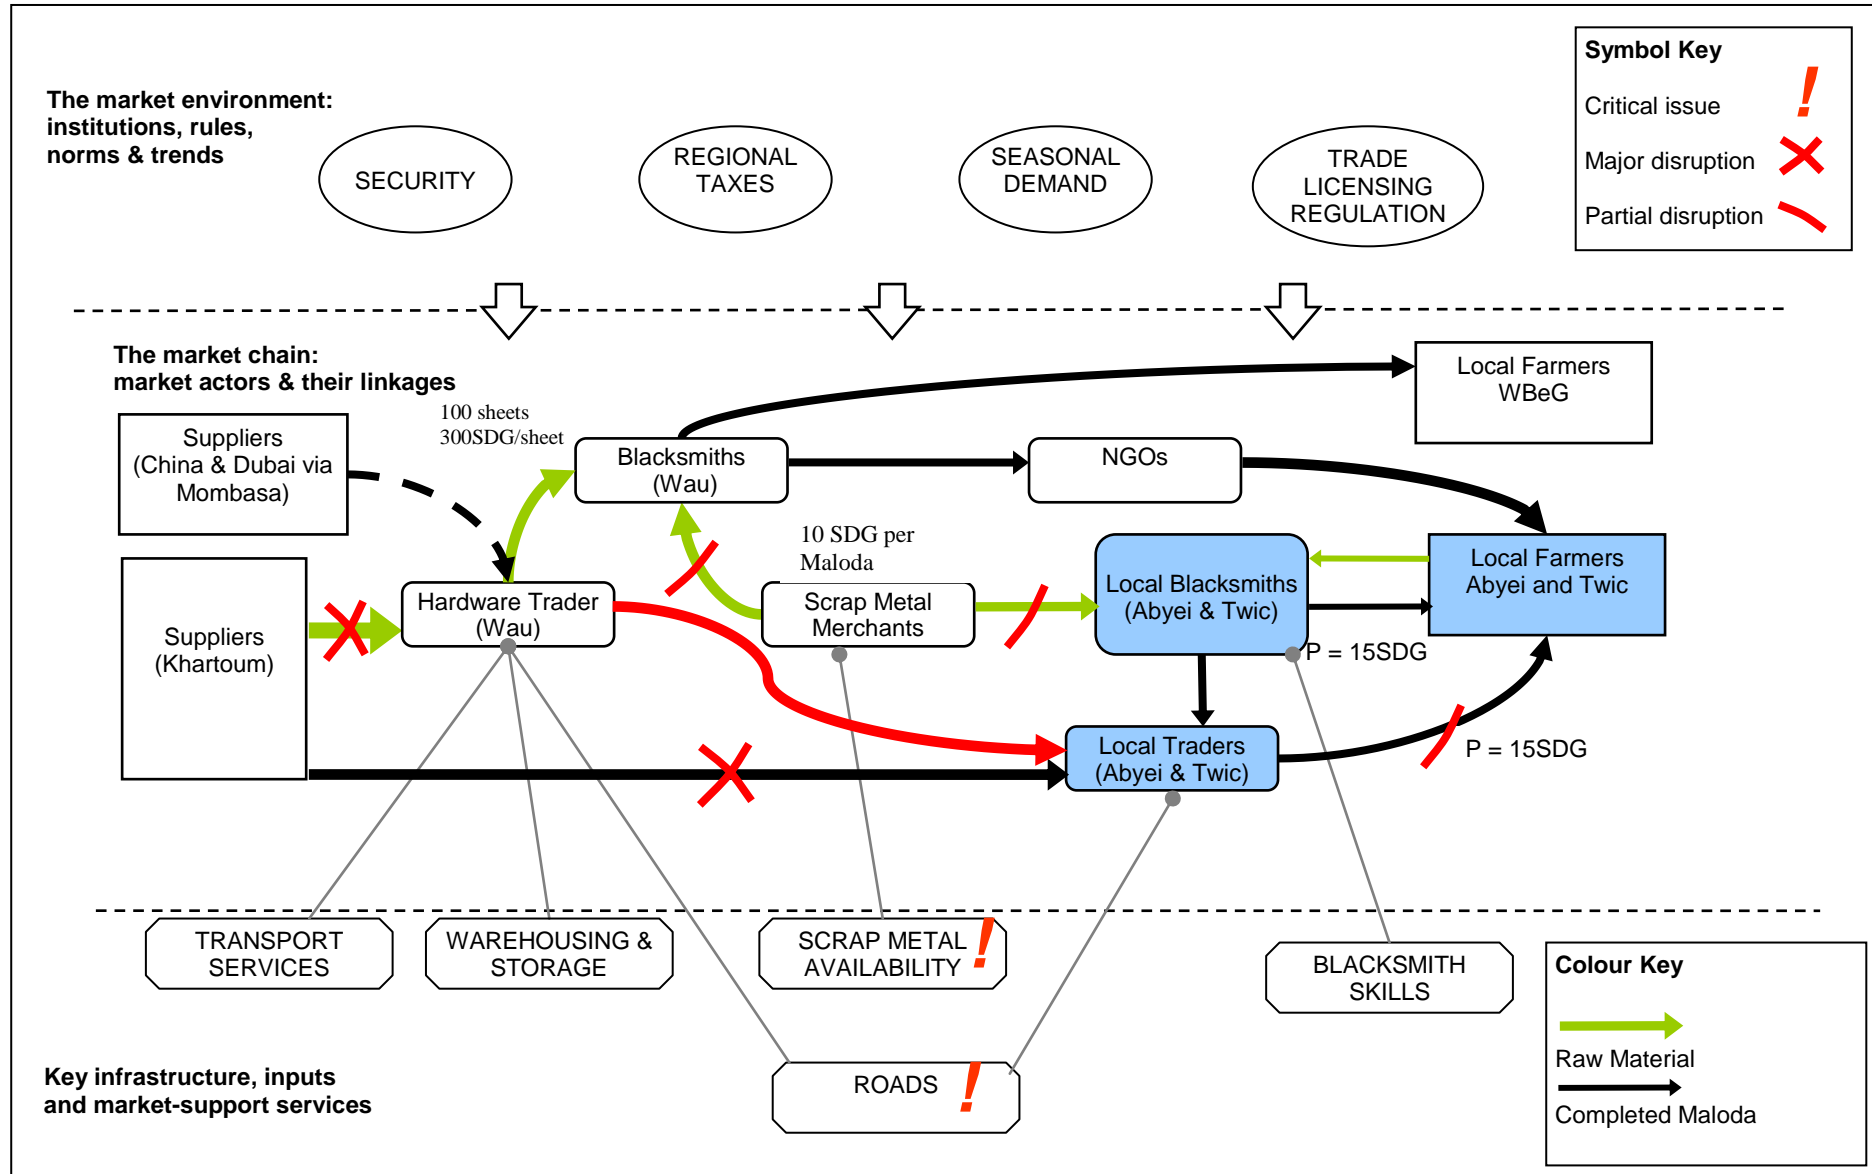 Symbol Key
Critical issue
Major disruption
Partial disruption
The market environment:
institutions, rules,
norms & trends
SECURITY
REGIONAL
TAXES
SEASONAL
DEMAND
TRADE
LICENSING
REGULATION
The market chain:
market actors & their linkages
Local Farmers
WBeG
100 sheets
300SDG/sheet
Suppliers
(China & Dubai via
Mombasa)
Blacksmiths
(Wau)
NGOs
10 SDG per
Maloda
Suppliers
(Khartoum)
Hardware Trader
(Wau)
Scrap Metal
Merchants
Local Blacksmiths
(Abyei & Twic)
Local Farmers
Abyei and Twic
P = 15SDG
Local Traders
(Abyei & Twic)
P = 15SDG
TRANSPORT
SERVICES
WAREHOUSING &
STORAGE
SCRAP METAL
AVAILABILITY
BLACKSMITH
SKILLS
ROADS
Key infrastructure, inputs
and market-support services
Colour Key
Raw Material
Completed Maloda